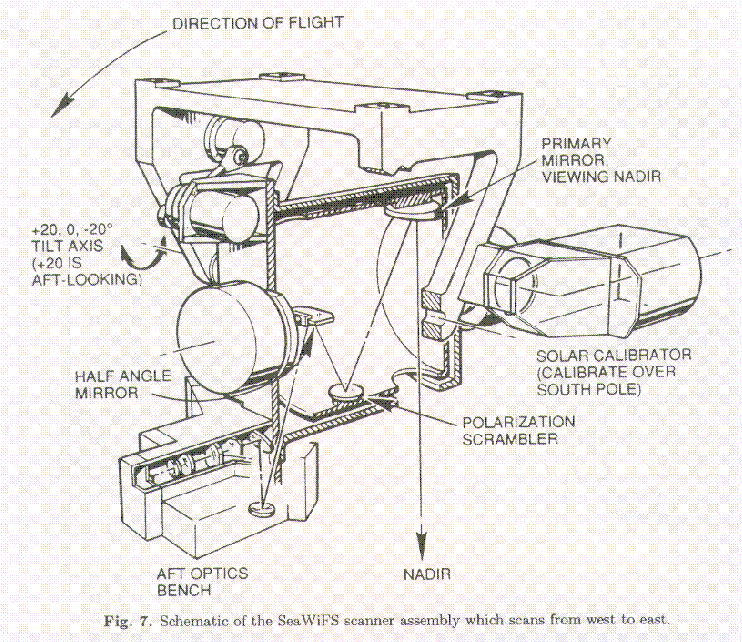 DIRECTION OF FLIGHT
PRIMARY
MIRROR
VIEWING NADIR
+20, 0, -20°
TILT AXIS
(+20 IS
AFT-LOOKING)
SOLAR CALIBRATOR
(CALIBRATE OVER
SOUTH POLE)
HALF ANGLE
MIRROR
POLARIZATION
SCRAMBLER
AFT OPTICS
BENCH
NADIR
Fig. 7. Schematic of the SeaWiFS scanner assembly which scans from west to east.